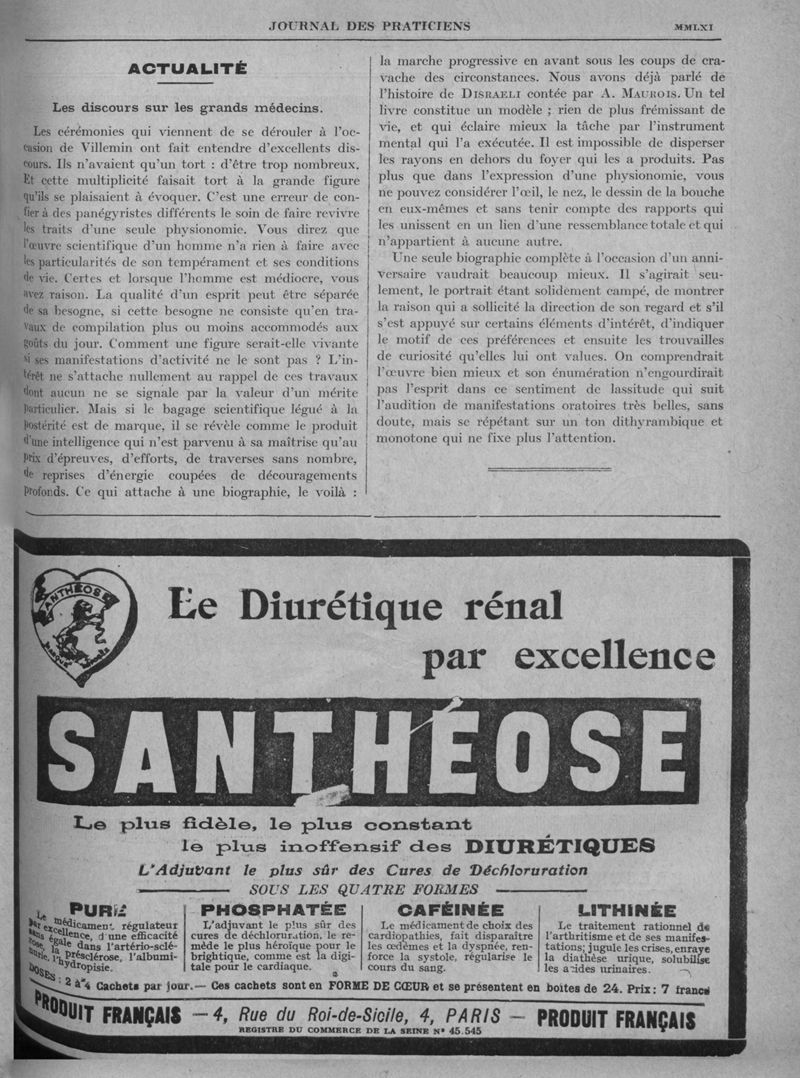 JOURNAL DES PRATICIENS
MMLXI
ACTUALITÉ
Les discours sur les grands médecins.
Les cérémonies qui viennent de se dérouler à l'oc-
casion de Villemin ont fait entendre d'excellents dis-
cours. Ils n'avaient qu'un tort : d'être trop nombreux.
Et cette multiplicité faisait tort à la grande figure
qu'ils se plaisaient à évoquer. C'est une erreur de con-
fier à des panégyristes différents le soin de faire revivre
les traits d'une seule physionomie. Vous direz que
l'œuvre scientifique d'un homme n'a rien à faire avec
les particularités de son tempérament et ses conditions
de vie. Certes et lorsque l'homme est médiocre, vous
avez raison. La qualité d'un esprit peut être séparée
de sa besogne, si cette besogne ne consiste qu'en tra-
vaux de compilation plus ou moins accommodés aux
goûts du jour. Comment une figure serait-elle vivante
si ses manifestations d'activité ne le sont pas ? L'in-
térêt ne s'attache nullement au rappel de ces travaux
dont aucun ne se signale par la valeur d'un mérite
particulier. Mais si le bagage scientifique légué à la
postérité est de marque, il se révèle comme le produit
d'une intelligence qui n'est parvenu à sa maîtrise qu'au
prix d'épreuves, d'efforts, de traverses sans nombre,
de reprises d'énergie coupées de découragements
profonds. Ce qui attache à une biographie, le voilà :
la marche progressive en avant sous les coups de cra-
vache des circonstances. Nous avons déjà parlé de
l'histoire de DISRAELI contée par A. MAUROIS. Un tel
livre constitue un modèle ; rien de plus frémissant de
vie, et qui éclaire mieux la tâche par l'instrument
mental qui l'a exécutée. Il est impossible de disperser
les rayons en dehors du foyer qui les a produits. Pas
plus que dans l'expression d'une physionomie, vous
ne pouvez considérer l'œil, le nez, le dessin de la bouche
en eux-mêmes et sans tenir compte des rapports qui
les unissent en un lien d'une ressemblance totale et qui
n'appartient à aucune autre.
Une seule biographie complète à l'occasion d'un anni-
versaire vaudrait beaucoup mieux. Il s'agirait seu-
lement, le portrait étant solidement campé, de montrer
la raison qui a sollicité la direction de son regard et s'il
s'est appuyé sur certains éléments d'intérêt, d'indiquer
le motif de ces préférences et ensuite les trouvailles
de curiosité qu'elles lui ont values. On comprendrait
l'œuvre bien mieux et son énumération n'engourdirait
pas l'esprit dans ce sentiment de lassitude qui suit
l'audition de manifestations oratoires très belles, sans
doute, mais se répétant sur un ton dithyrambique et
monotone qui ne fixe plus l'attention.
SANTHÉOSE
MARQUE
Le Diurétique rénal
par excellence
SANTHÉOSE
Le plus fidèle, le plus constant
le plus inoffensif des DIURÉTIQUES
L'Adjuvant le plus sûr des Cures de Déchloruration
SOUS LES QUATRE FORMES
PURE
Le médicament régulateur
par excellence, d'une efficacité
sans égale dans l'artério-sclé-
rose, la présclérose, l'albumi-
nurie, l'hydropisie.
PHOSPHATÉE
L'adjuvant le plus sûr des
cures de déchloruration, le re-
mède le plus héroïque pour le
brightique, comme est la digi-
tale pour le cardiaque.
CAFÉINÉE
Le médicament de choix des
cardiopathies, fait disparaître
les œdèmes et la dyspnée, ren-
force la systole, régularise le
cours du sang.
LITHINÉE
Le traitement rationnel de
l'arthritisme et de ses manifes-
tations; jugule les crises, enraye
la diathèse urique, solubilise
les acides urinaires.
DOSES : 2 à 4 Cachets par jour. — Ces cachets sont en FORME DE CŒUR et se présentent en boîtes de 24. Prix : 7 francs
PRODUIT FRANÇAIS — 4, Rue du Roi-de-Sicile, 4, PARIS — PRODUIT FRANÇAIS
REGISTRE DU COMMERCE DE LA SEINE Nº 45.545